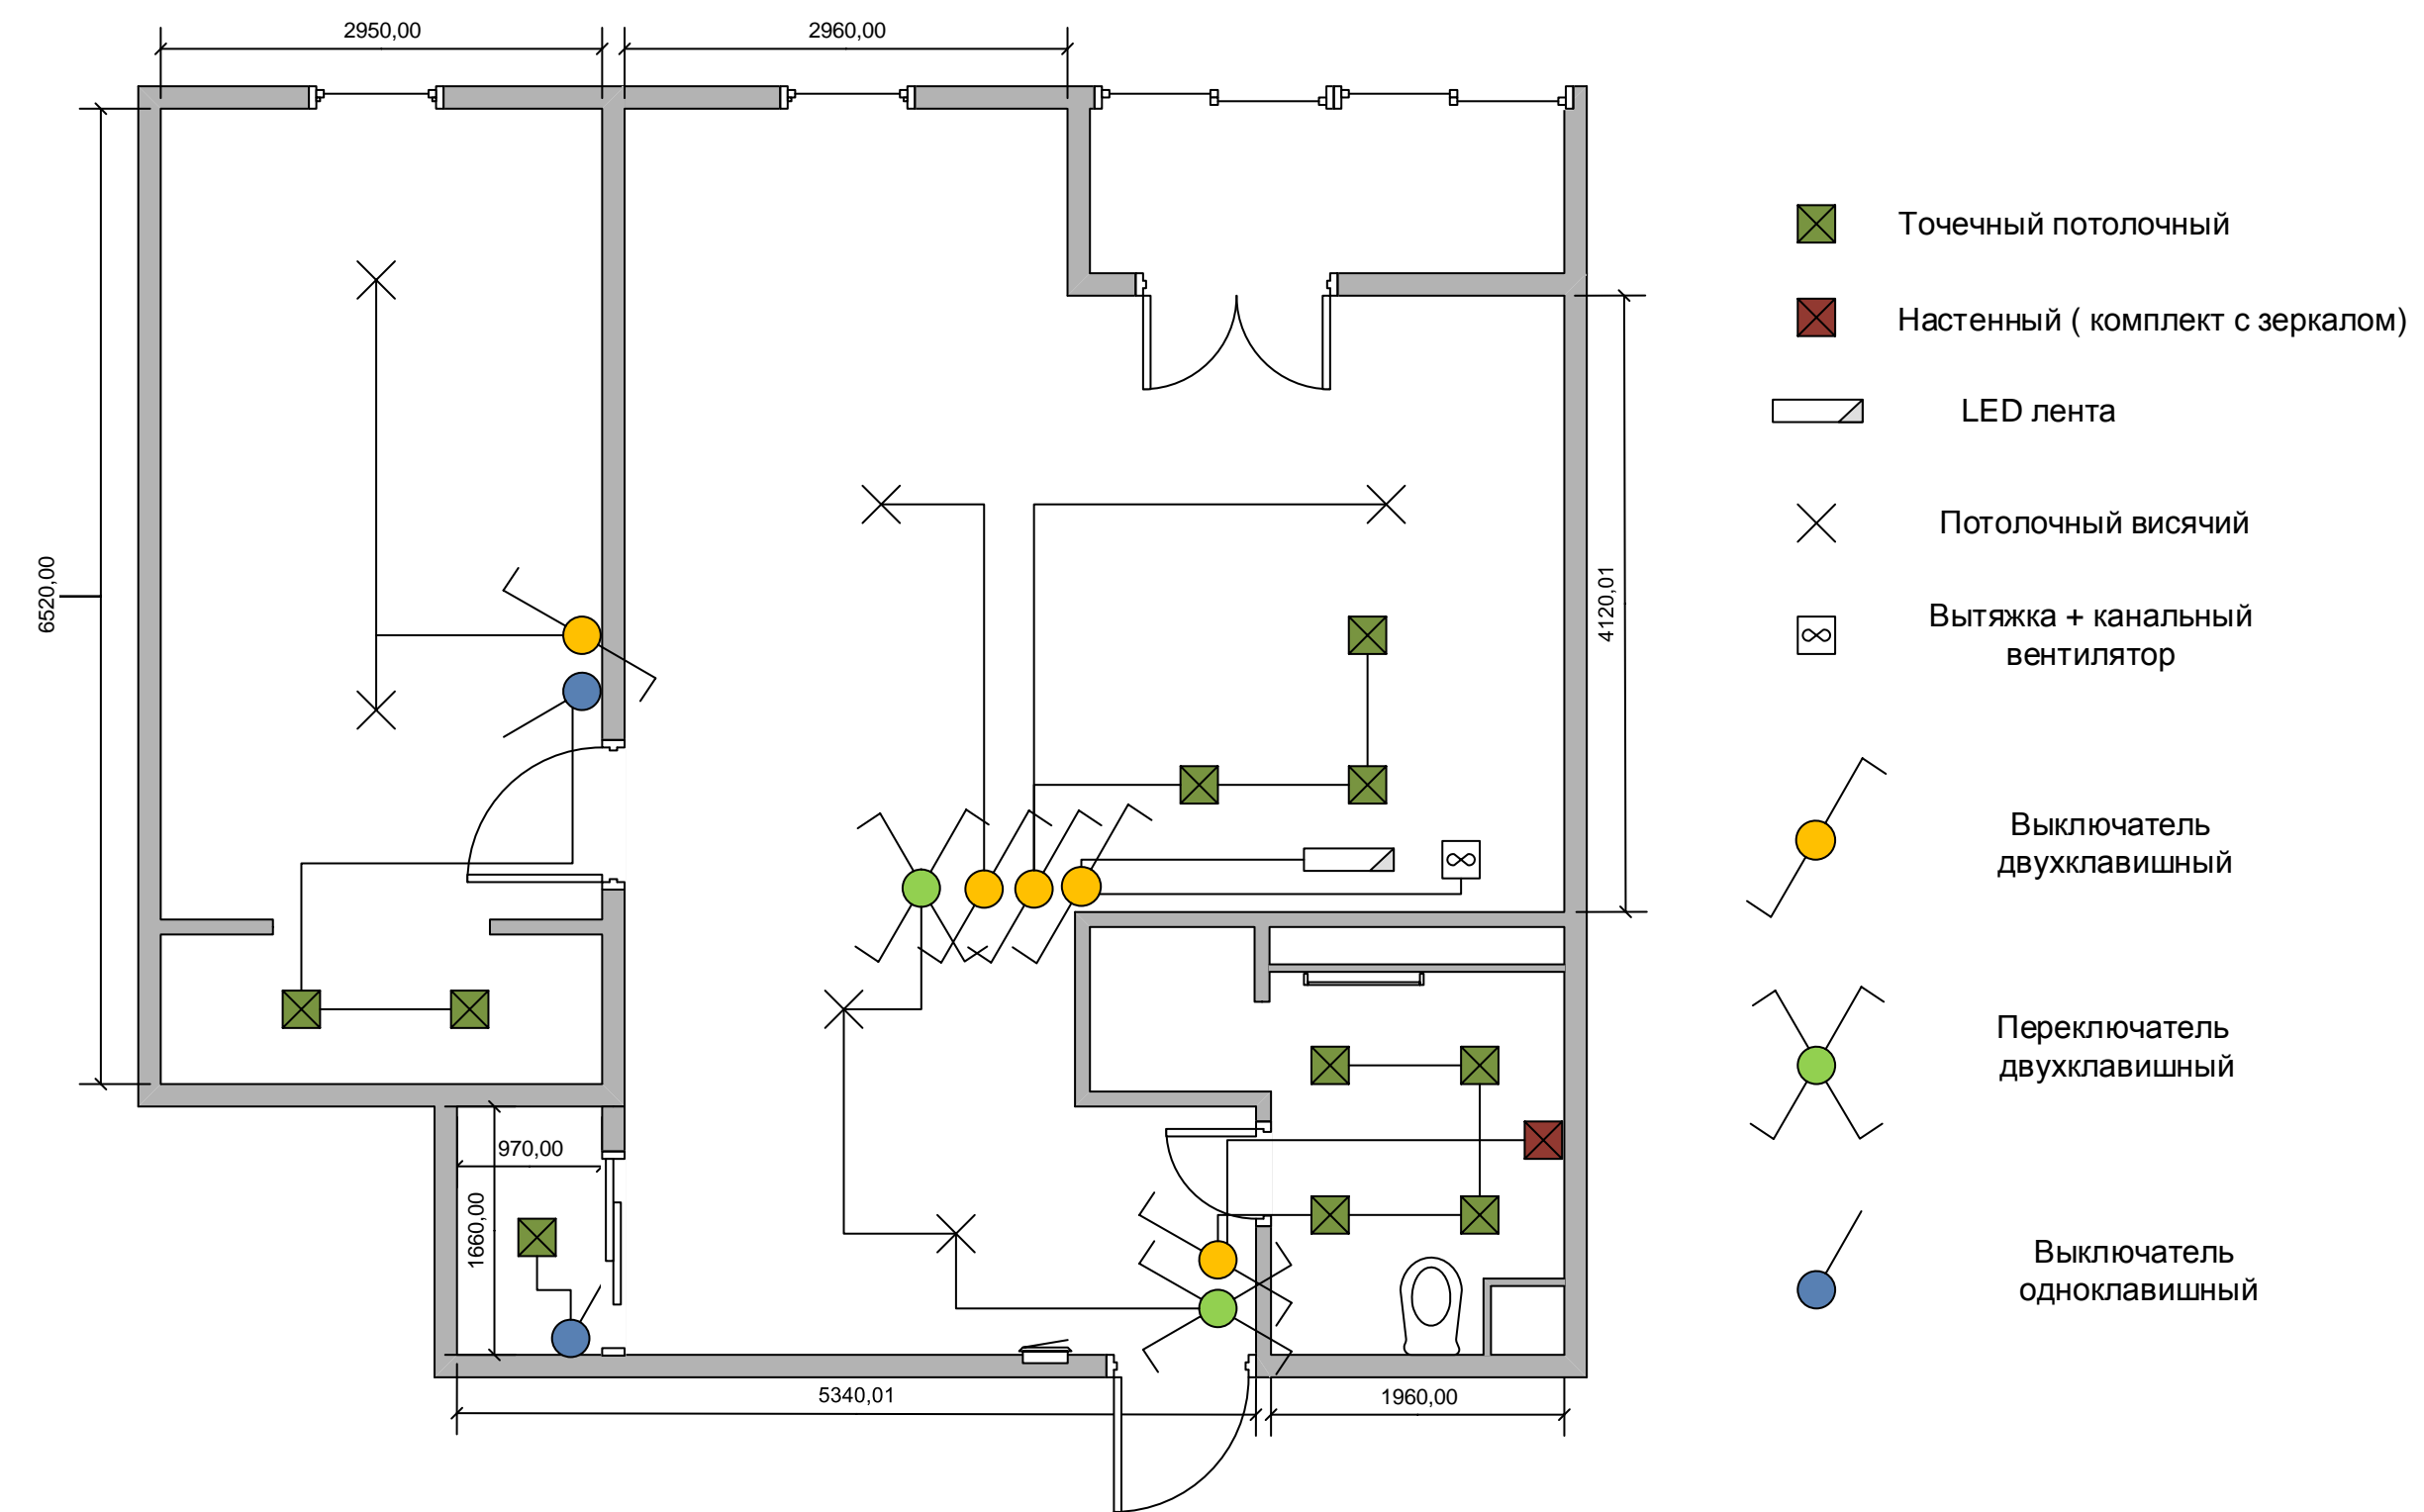 2950,00
2960,00
6520,00
4120,01
970,00
1660,00
5340,01
1960,00
Точечный потолочный
Настенный ( комплект с зеркалом)
LED лента
Потолочный висячий
Вытяжка + канальный
вентилятор
Выключатель
двухклавишный
Переключатель
двухклавишный
Выключатель
одноклавишный